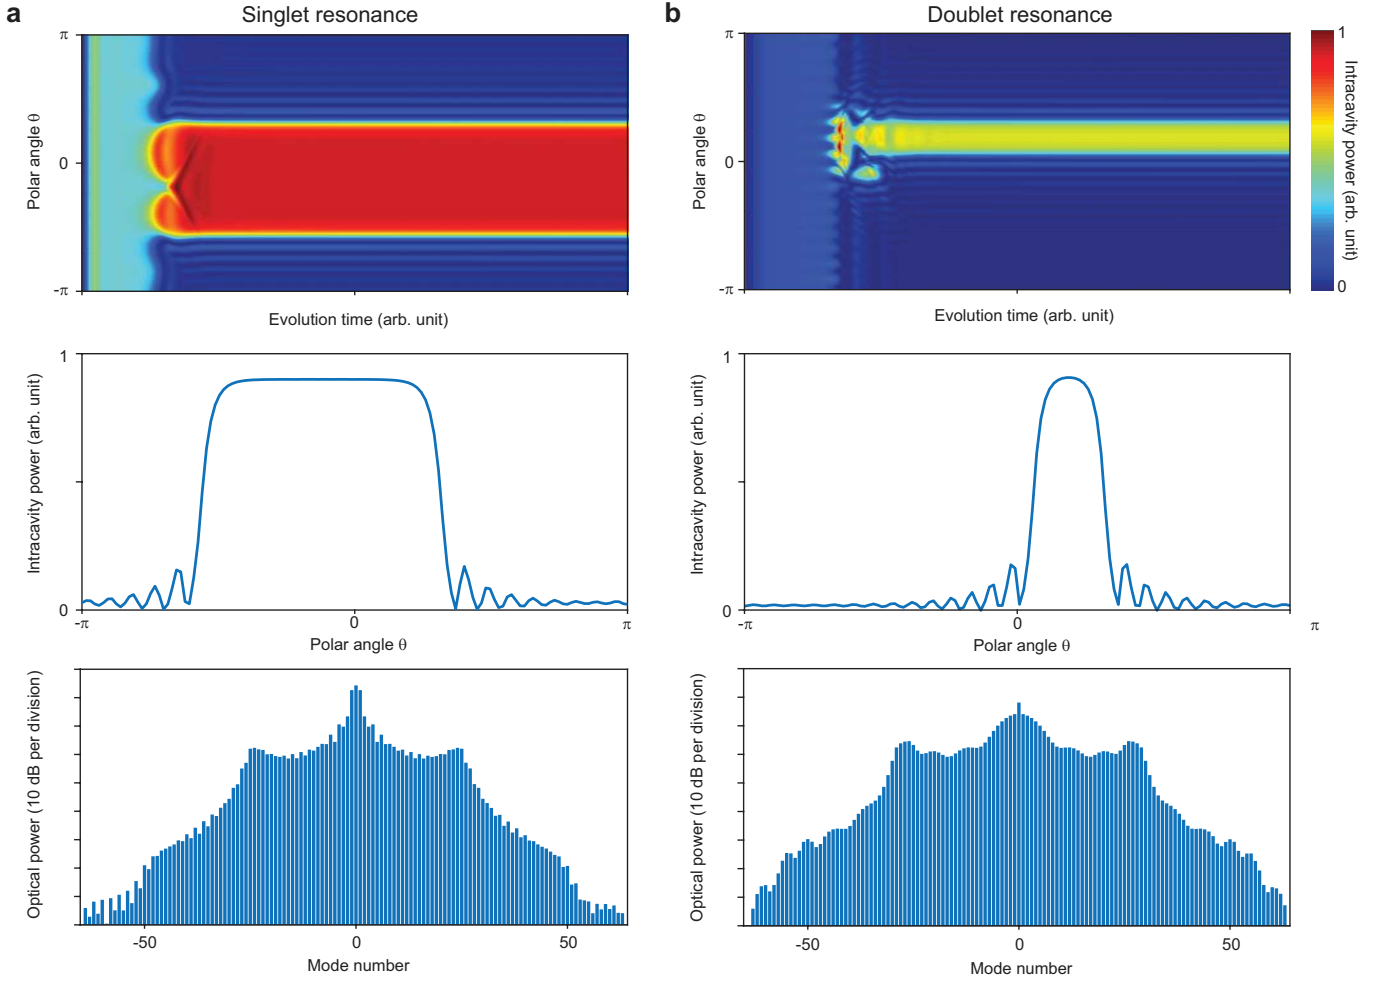 a
Singlet resonance
π
0
-π
Polar angle θ
Evolution time (arb. unit)
1
0
Intracavity power (arb. unit)
-π
0
π
Polar angle θ
Optical power (10 dB per division)
-50
0
50
Mode number
b
Doublet resonance
π
0
-π
Polar angle θ
Evolution time (arb. unit)
1
0
Intracavity power (arb. unit)
1
0
Intracavity power (arb. unit)
-π
0
π
Polar angle θ
Optical power (10 dB per division)
-50
0
50
Mode number